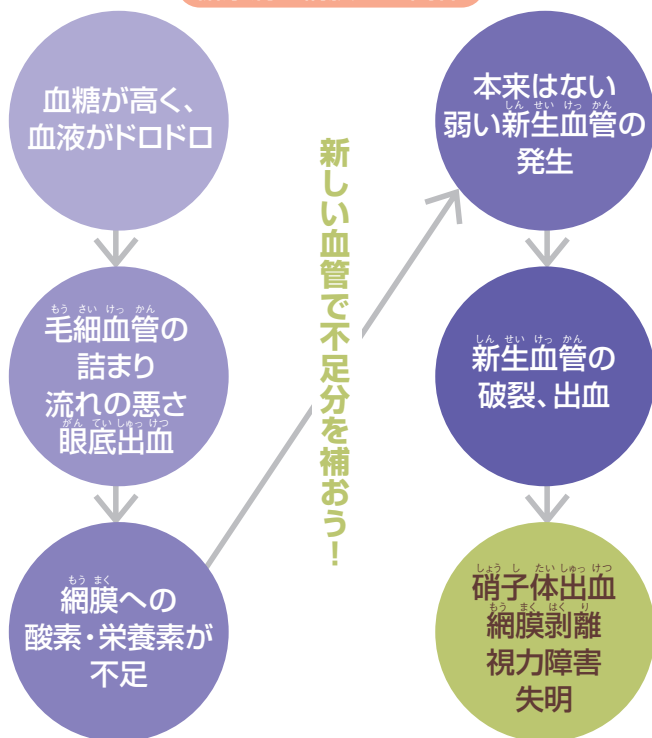 血糖が高く、
血液がドロドロ
もうさいけっかん
毛細血管の
詰まり
流れの悪さ
がんていしゅっけつ
眼底出血
もうまく
網膜への
酸素・栄養素が
不足
新しい血管で不足分を補おう！
本来はない
しんせいけっかん
弱い新生血管の
発生
しんせいけっかん
新生血管の
破裂、出血
しょうしたいしゅっけつ
硝子体出血
もうまくはくり
網膜剥離
視力障害
失明